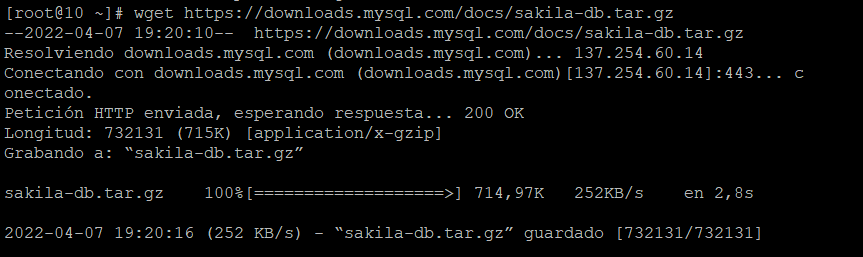 [root@10 ~]# wget https://downloads.mysql.com/docs/sakila-db.tar.gz
--2022-04-07 19:20:10--  https://downloads.mysql.com/docs/sakila-db.tar.gz
Resolviendo downloads.mysql.com (downloads.mysql.com)... 137.254.60.14
Conectando con downloads.mysql.com (downloads.mysql.com)[137.254.60.14]:443... c
onectado.
Petición HTTP enviada, esperando respuesta... 200 OK
Longitud: 732131 (715K) [application/x-gzip]
Grabando a: “sakila-db.tar.gz”
sakila-db.tar.gz    100%[===================>] 714,97K   252KB/s    en 2,8s
2022-04-07 19:20:16 (252 KB/s) - “sakila-db.tar.gz” guardado [732131/732131]